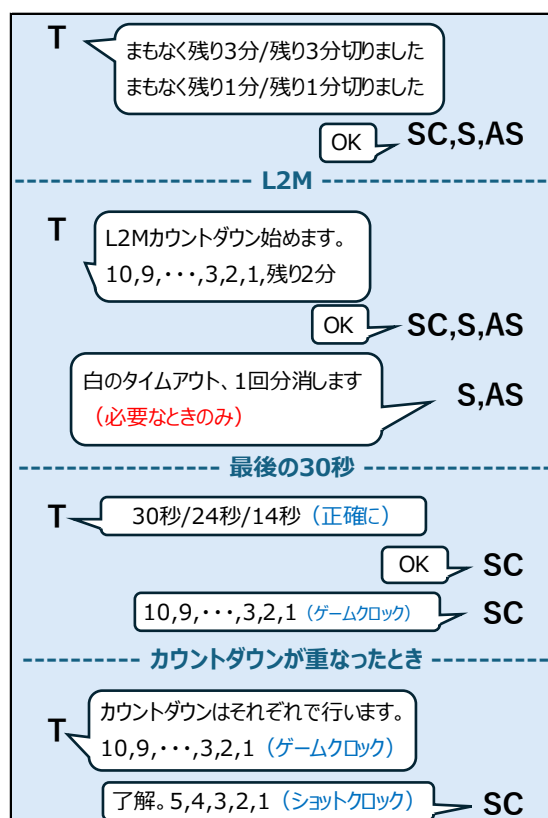 T
まもなく残り3分/残り3分切りました
まもなく残り1分/残り1分切りました
OK SC,S,AS
L2M
T
L2Mカウントダウン始めます。
10,9,・・・,3,2,1,残り2分
OK SC,S,AS
白のタイムアウト、1回分消します
（必要なときのみ）
S,AS
最後の30秒
T 30秒/24秒/14秒（正確に）
OK SC
10,9,・・・,3,2,1（ゲームクロック） SC
カウントダウンが重なったとき
T
カウントダウンはそれぞれで行います。
10,9,・・・,3,2,1（ゲームクロック）
了解。5,4,3,2,1（ショットクロック） SC